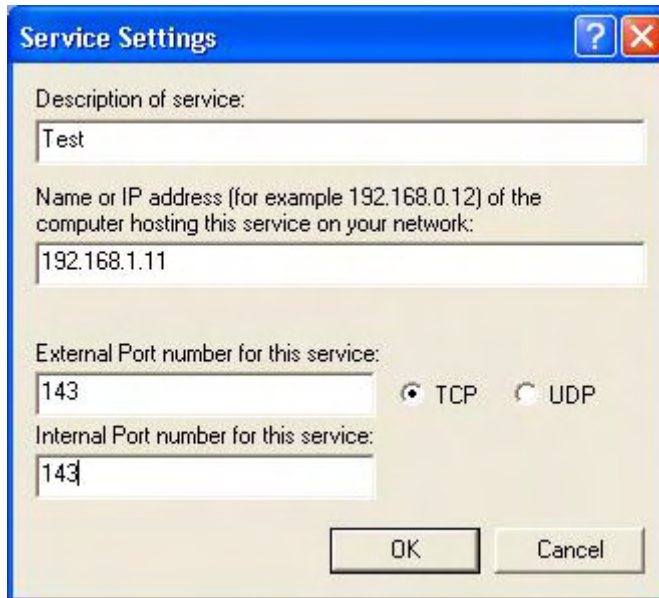 Service Settings
Description of service:
Test
Name or IP address (for example 192.168.0.12) of the
computer hosting this service on your network:
192.168.1.11
External Port number for this service:
143
TCP
UDP
Internal Port number for this service:
143
OK
Cancel